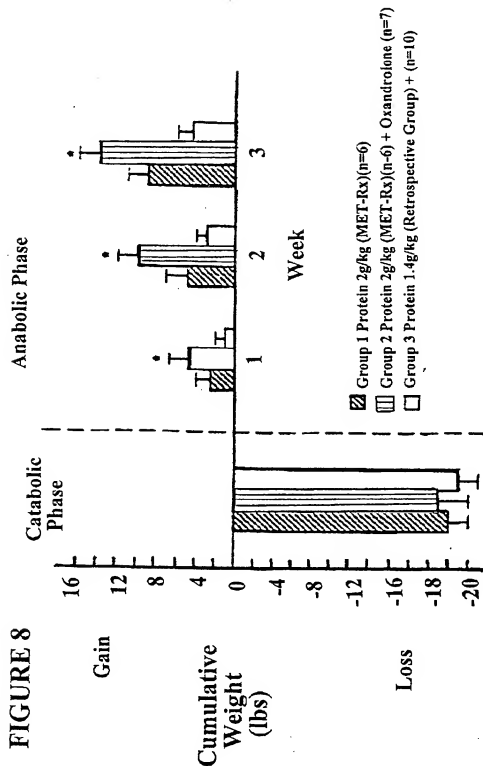 FIGURE 8
Catabolic
Phase
Anabolic Phase
Gain
Cumulative
Weight
(lbs)
Loss
16
12
8
4
0
-4
-8
-12
-18
-20
*
*
*
1
2
3
Week
Group 1 Protein 2g/kg (MET-Rx)(n=6)
Group 2 Protein 2g/kg (MET-Rx)(n-6) + Oxandrolone (n=7)
Group 3 Protein 1.4g/kg (Retrospective Group) + (n=10)